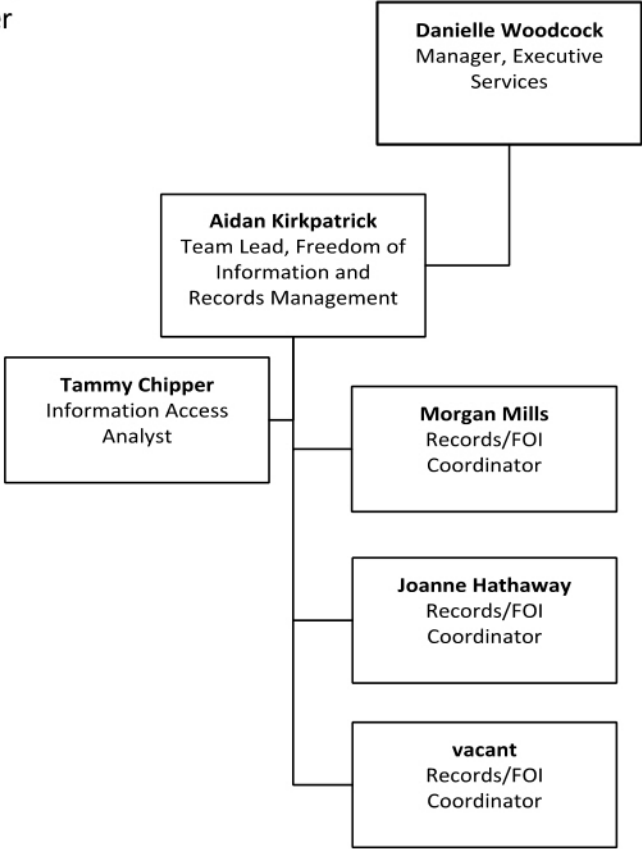 Danielle Woodcock
Manager, Executive
Services
Aidan Kirkpatrick
Team Lead, Freedom of
Information and
Records Management
Tammy Chipper
Information Access
Analyst
Morgan Mills
Records/FOI
Coordinator
Joanne Hathaway
Records/FOI
Coordinator
vacant
Records/FOI
Coordinator